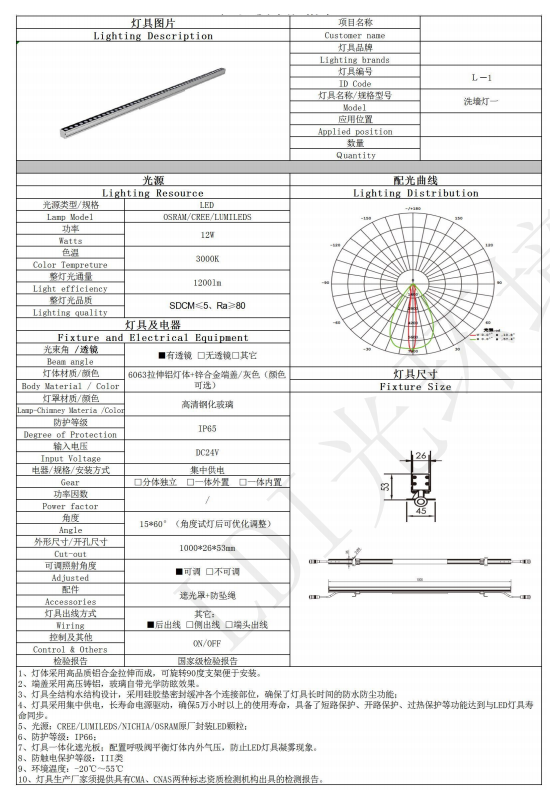 灯具图片
Lighting Description
项目名称
Customer name
灯具品牌
Lighting brands
灯具编号
ID Code
L－1
灯具名称/规格型号
Model
洗墙灯一
应用位置
Applied position
数量
Quantity
光源
Lighting Resource
光源类型/规格
Lamp Model
LED
OSRAM/CREE/LUMILEDS
功率
Watts
12W
色温
Color Tempreture
3000K
整灯光通量
Light efficiency
1200lm
整灯光品质
Lighting quality
SDCM≤5、Ra≥80
灯具及电器
Fixture and Electrical Equipment
光束角 /透镜
Beam angle
■有透镜 □无透镜□其它
灯体材质/颜色
Body Material / Color
6063拉伸铝灯体+锌合金端盖/灰色（颜色
可选）
灯罩材质/颜色
Lamp-Chimney Materia /Color
高清钢化玻璃
防护等级
Degree of Protection
IP65
输入电压
Input Voltage
DC24V
电器/规格/安装方式
Gear
集中供电
□分体独立 □一体外置 □一体内置
功率因数
Power factor
/
角度
Angle
15*60°（角度试灯后可优化调整）
外形尺寸/开孔尺寸
Cut-out
1000*26*53mm
可调照射角度
Adjusted
■可调 □不可调
配件
Accessories
遮光罩+防坠绳
灯具出线方式
Wiring
其它:
■后出线 □侧出线 □端头出线
控制及其他
Control & Others
ON/OFF
检验报告
国家级检验报告
配光曲线
Lighting Distribution
-/+180
-150
150
-120
120
-90
90
-60
60
-30
30
0
灯具尺寸
Fixture Size
26
53
45
1、灯体采用高品质铝合金拉伸而成，可旋转90度支架便于安装。
2、端盖采用高压铸铝，玻璃自带光学防眩效果。
3、灯具全结构水结构设计，采用硅胶垫密封缓冲各个连接部位，确保了灯具长时间的防水防尘功能；
4、灯具采用集中供电，长寿命电源驱动，确保5万小时以上的使用寿命，具备了短路保护、开路保护、过热保护等功能达到与LED灯具寿
命同步。
5、光源：CREE/LUMILEDS/NICHIA/OSRAM原厂封装LED颗粒；
6、防护等级：IP66；
7、灯具一体化遮光板；配置呼吸阀平衡灯体内外气压，防止LED灯具凝雾现象。
8、防触电保护等级：III类
9、环境温度：-20℃～55℃
10、灯具生产厂家须提供具有CMA、CNAS两种标志资质检测机构出具的检测报告。